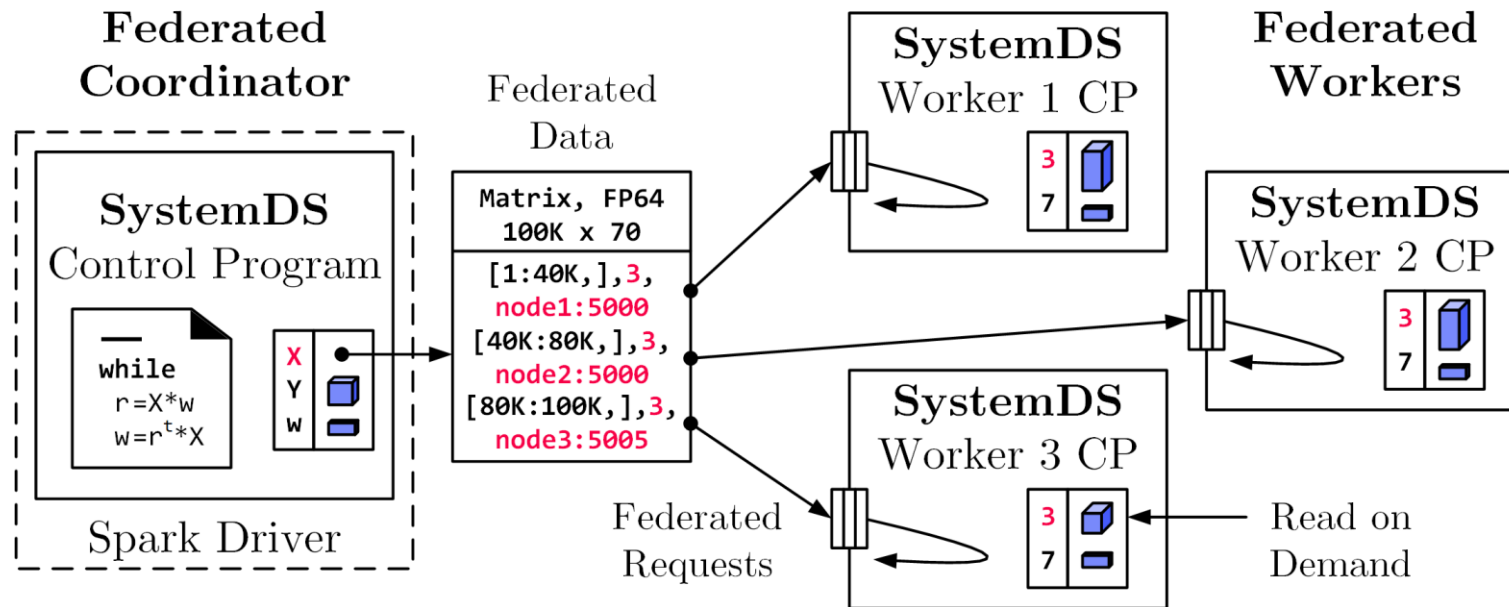 Federated
Coordinator
SystemDS
Control Program
while
r=X*w
w=rᵗ*X
X
Y
w
Spark Driver
Federated
Data
Matrix, FP64
100K x 70
[1:40K,],3,
node1:5000
[40K:80K,],3,
node2:5000
[80K:100K,],3,
node3:5005
SystemDS
Worker 1 CP
3
7
Federated
Workers
SystemDS
Worker 2 CP
3
7
SystemDS
Worker 3 CP
3
7
Federated
Requests
Read on
Demand